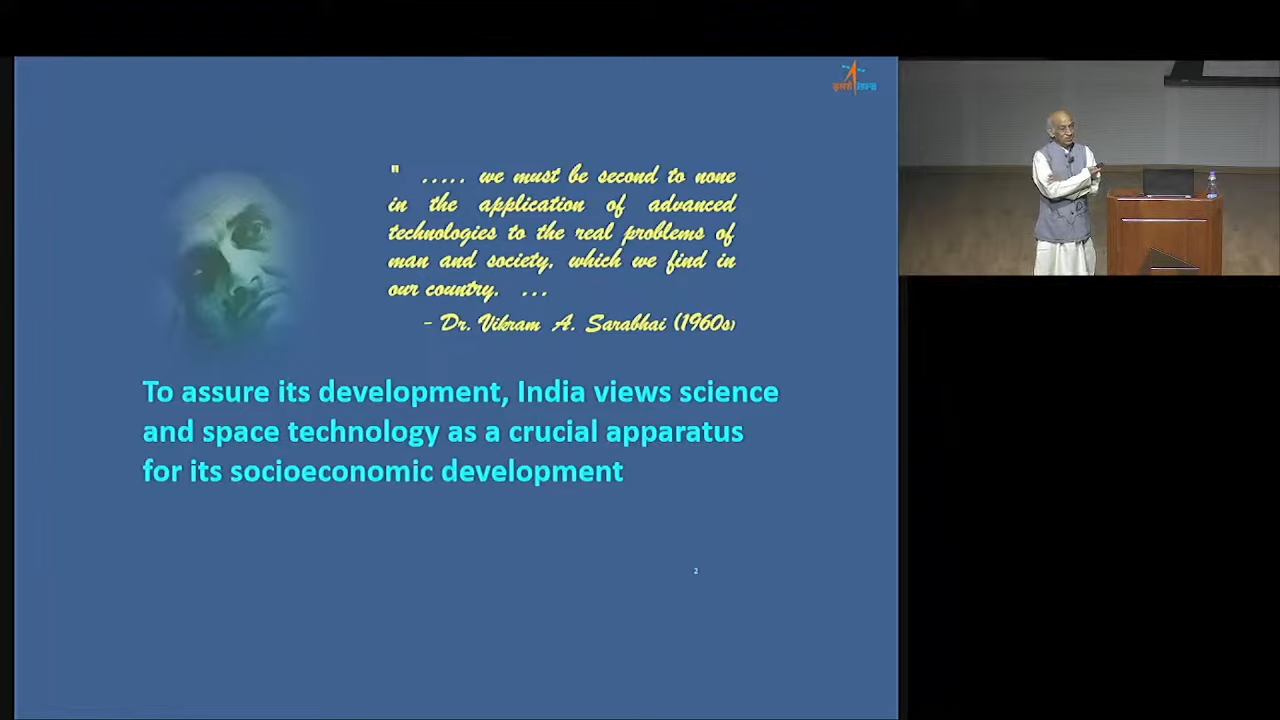 इसरो isro
" ..... we must be second to none
in the application of advanced
technologies to the real problems of
man and society, which we find in
our country. ...
- Dr. Vikram A. Sarabhai (1960s)
To assure its development, India views science
and space technology as a crucial apparatus
for its socioeconomic development
2